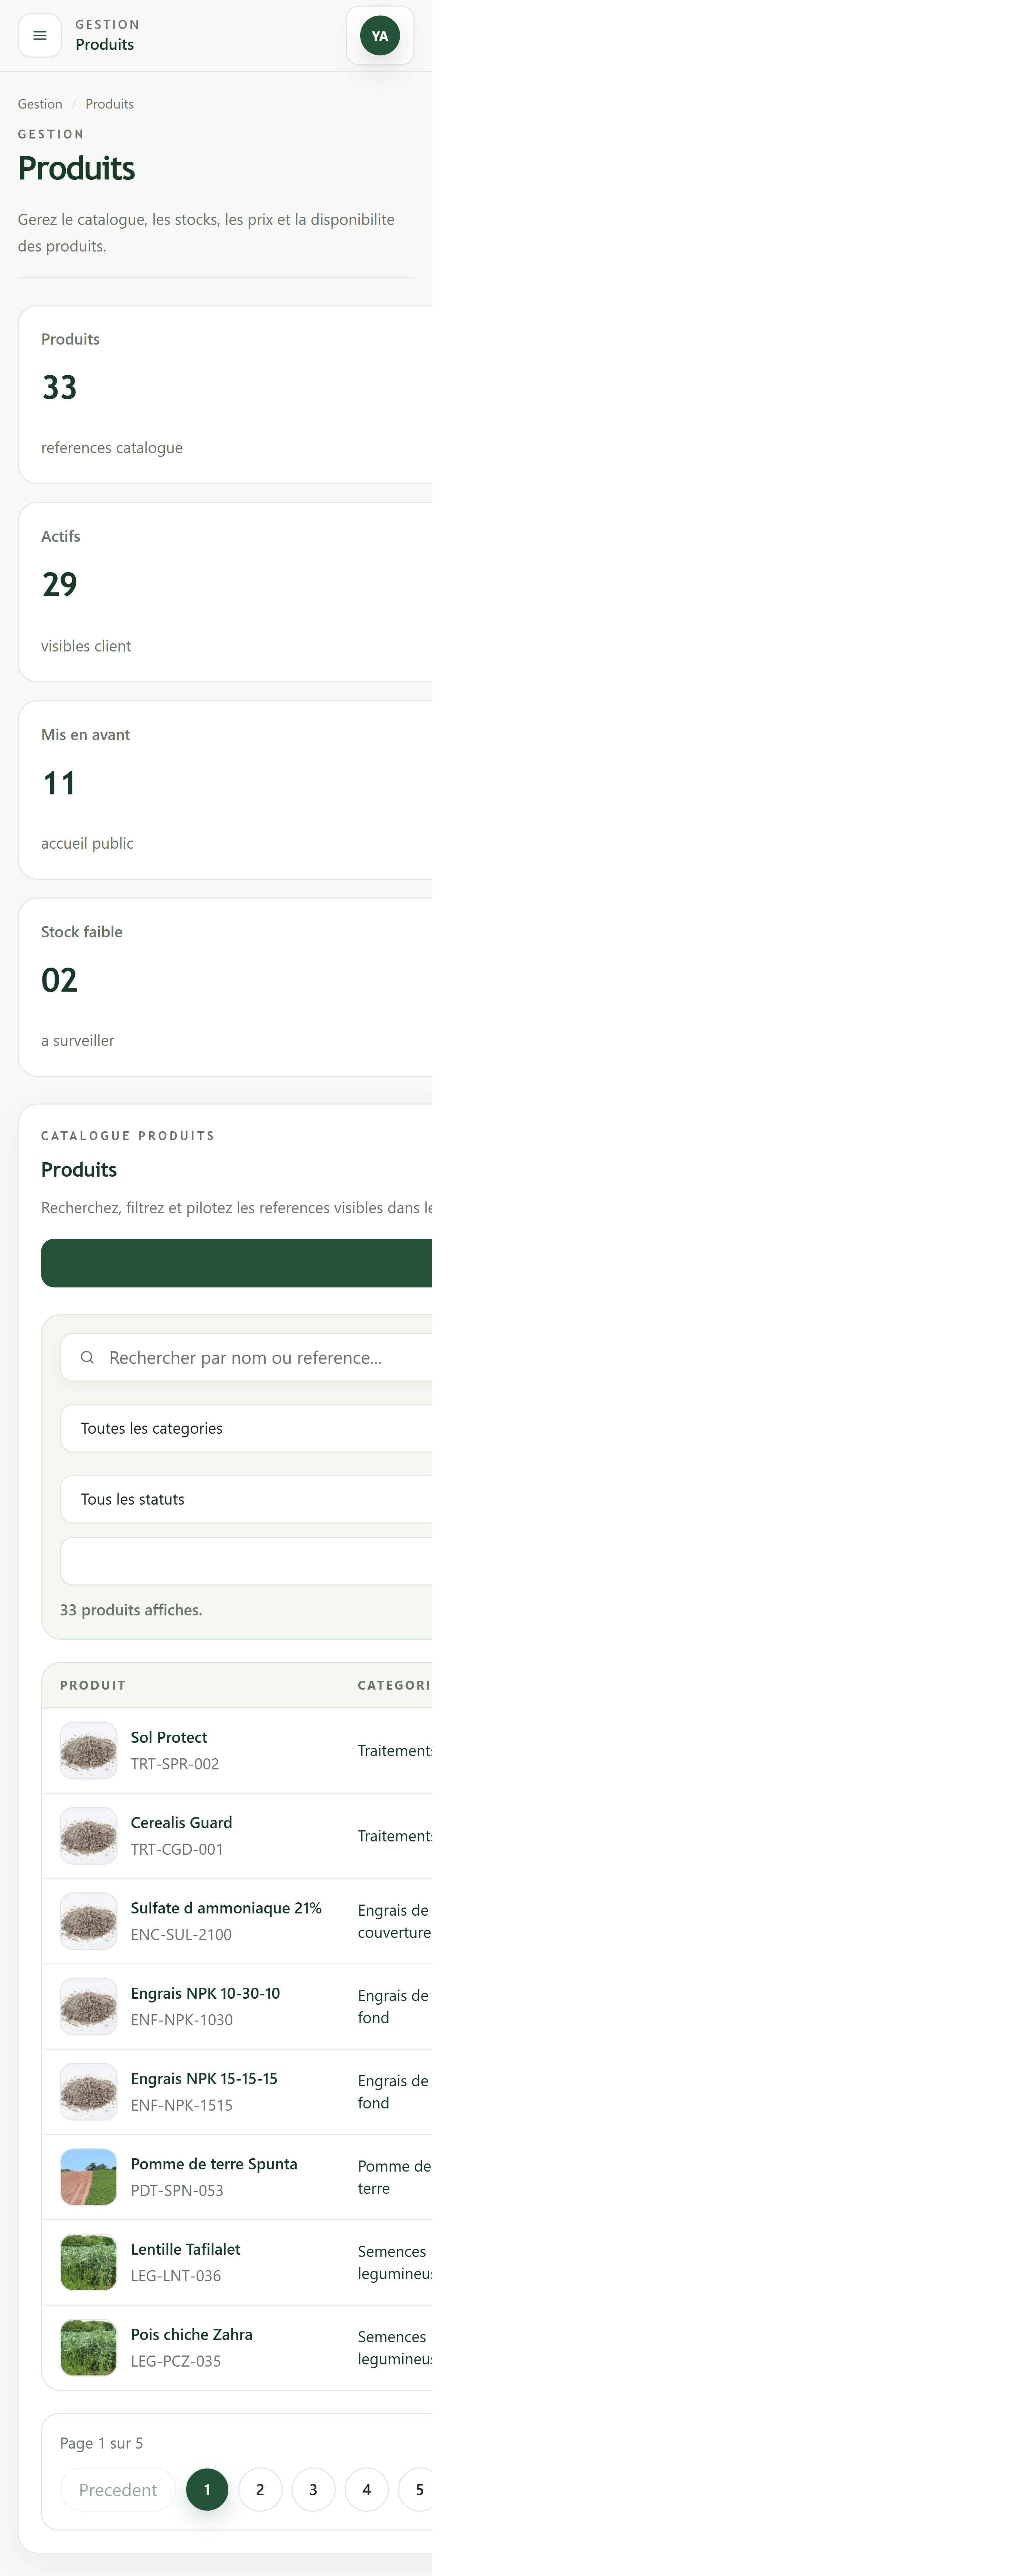 GESTION
Produits
YA
Gestion / Produits
GESTION
Produits
Gerez le catalogue, les stocks, les prix et la disponibilite
des produits.
Produits
33
references catalogue
Actifs
29
visibles client
Mis en avant
11
accueil public
Stock faible
02
a surveiller
CATALOGUE PRODUITS
Produits
Recherchez, filtrez et pilotez les references visibles dans
Rechercher par nom ou reference...
Toutes les categories
Tous les statuts
33 produits affiches.
PRODUIT CATEGORI
Sol Protect
TRT-SPR-002
Traitements
Cerealis Guard
TRT-CGD-001
Traitements
Sulfate d ammoniaque 21%
ENC-SUL-2100
Engrais de
couverture
Engrais NPK 10-30-10
ENF-NPK-1030
Engrais de
fond
Engrais NPK 15-15-15
ENF-NPK-1515
Engrais de
fond
Pomme de terre Spunta
PDT-SPN-053
Pomme de
terre
Lentille Tafilalet
LEG-LNT-036
Semences
legumineus
Pois chiche Zahra
LEG-PCZ-035
Semences
legumineus
Page 1 sur 5
Precedent 1 2 3 4 5